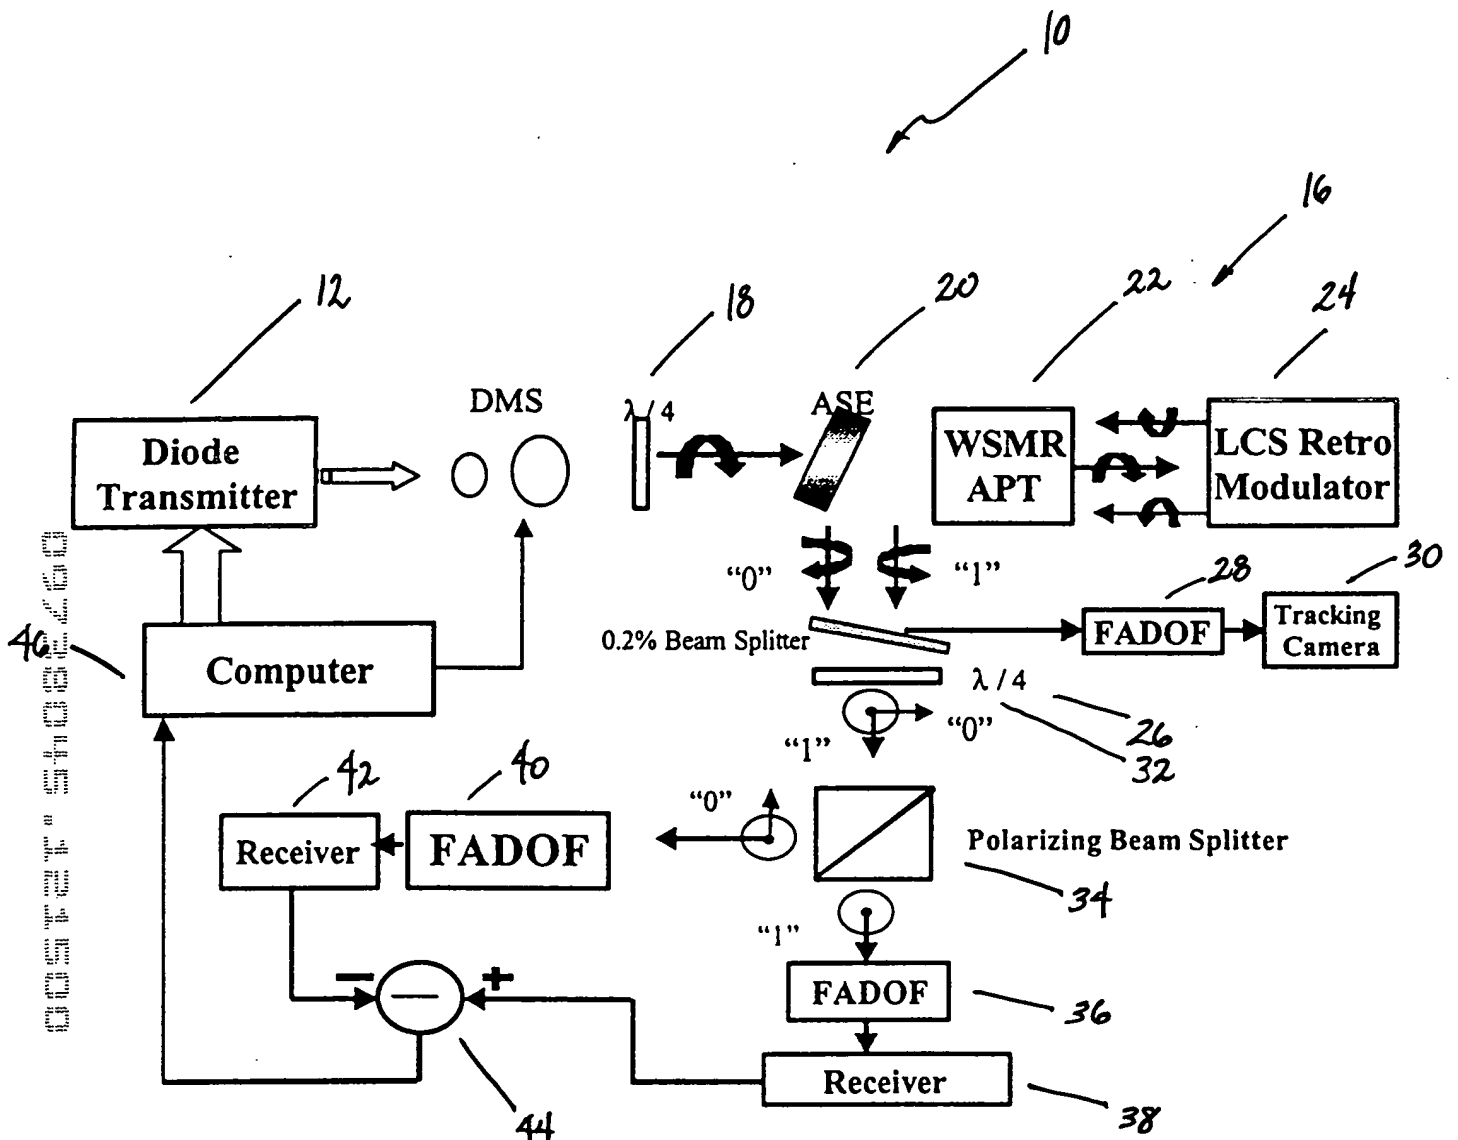 10
16
12
18
20
22
24
DMS
λ / 4
ASE
Diode
Transmitter
WSMR
APT
LCS Retro
Modulator
"0"
"1"
28
30
0.2% Beam Splitter
FADOF
Tracking
Camera
46
Computer
λ / 4
"0"
"1"
26
32
42
40
"0"
Receiver
FADOF
Polarizing Beam Splitter
34
"1"
−
+
—
FADOF
36
Receiver
38
44
09738045.121500